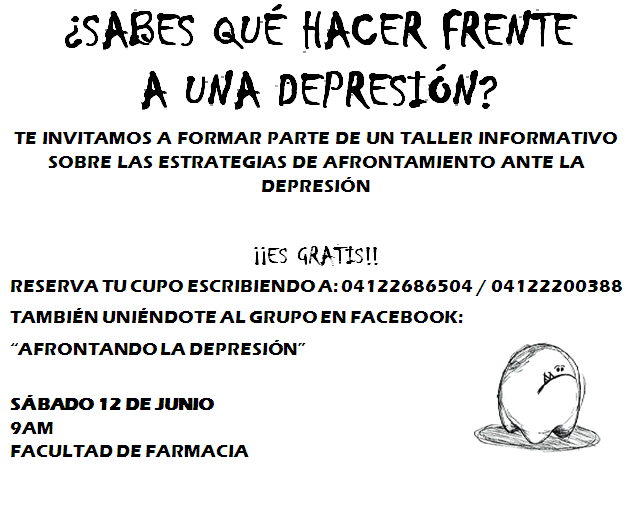 ¿SABES QUÉ HACER FRENTE
A UNA DEPRESIÓN?
TE INVITAMOS A FORMAR PARTE DE UN TALLER INFORMATIVO
SOBRE LAS ESTRATEGIAS DE AFRONTAMIENTO ANTE LA
DEPRESIÓN
¡¡ES GRATIS!!
RESERVA TU CUPO ESCRIBIENDO A: 04122686504 / 04122200388
TAMBIÉN UNIÉNDOTE AL GRUPO EN FACEBOOK:
“AFRONTANDO LA DEPRESIÓN”
SÁBADO 12 DE JUNIO
9AM
FACULTAD DE FARMACIA